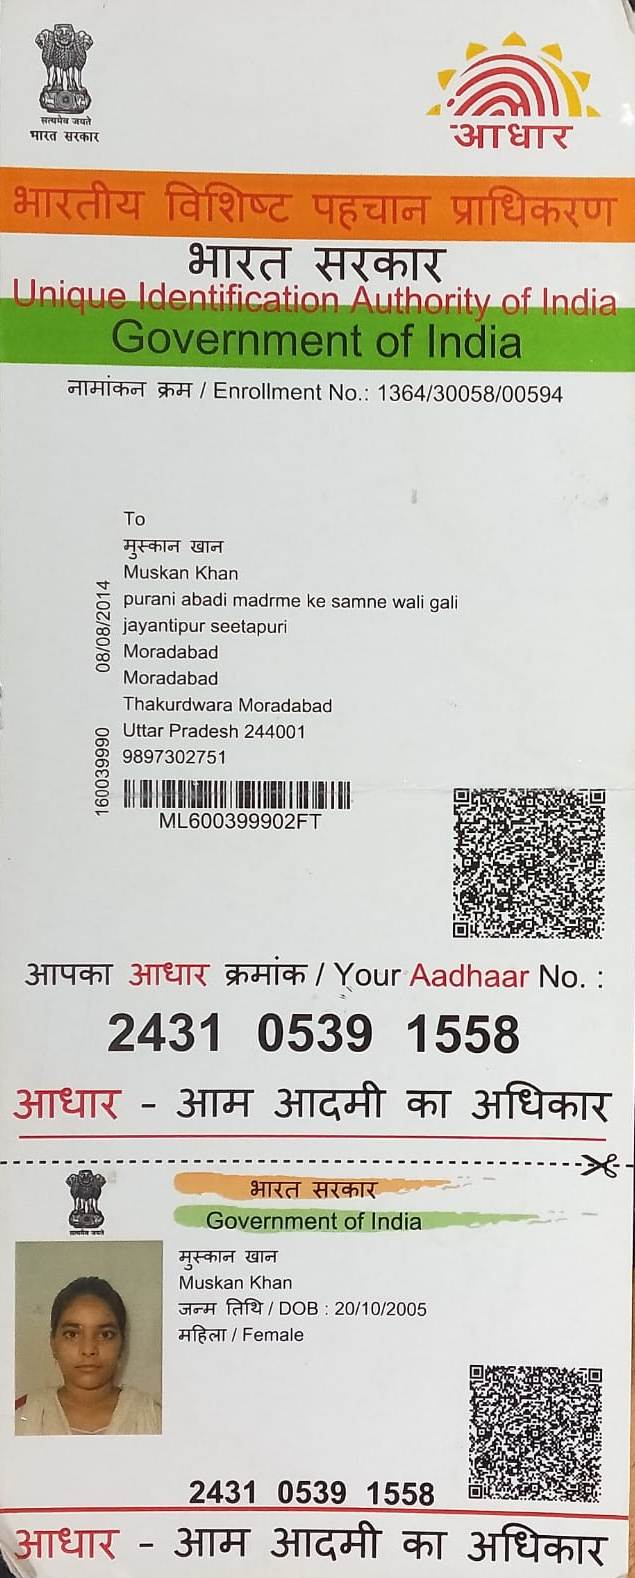 सत्यमेव जयते
भारत सरकार
आधार
भारतीय विशिष्ट पहचान प्राधिकरण
भारत सरकार
Unique Identification Authority of India
Government of India
नामांकन क्रम / Enrollment No.: 1364/30058/00594
To
मुस्कान खान
Muskan Khan
purani abadi madrme ke samne wali gali
jayantipur seetapuri
Moradabad
Moradabad
Thakurdwara Moradabad
Uttar Pradesh 244001
9897302751
08/08/2014
160039990
ML600399902FT
आपका आधार क्रमांक / Your Aadhaar No. :
2431 0539 1558
आधार - आम आदमी का अधिकार
सत्यमेव जयते
भारत सरकार
Government of India
मुस्कान खान
Muskan Khan
जन्म तिथि / DOB : 20/10/2005
महिला / Female
2431 0539 1558
आधार - आम आदमी का अधिकार